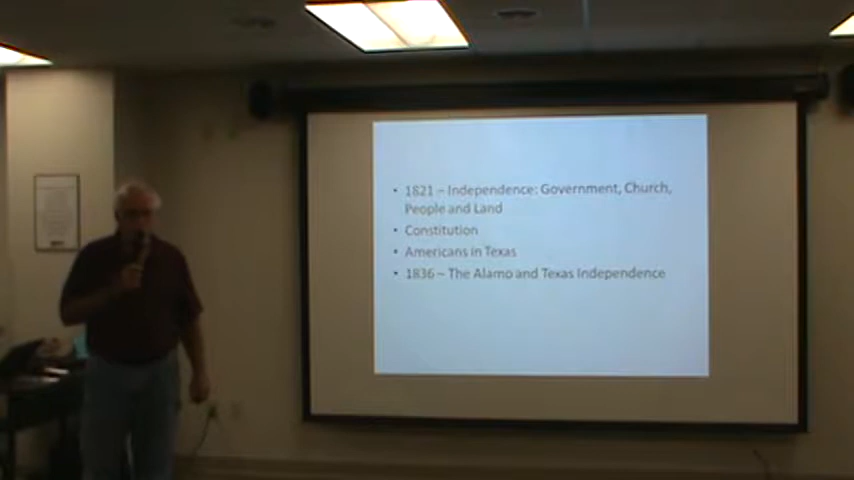 • 1821 – Independence: Government, Church,
People and Land
• Constitution
• Americans in Texas
• 1836 – The Alamo and Texas Independence